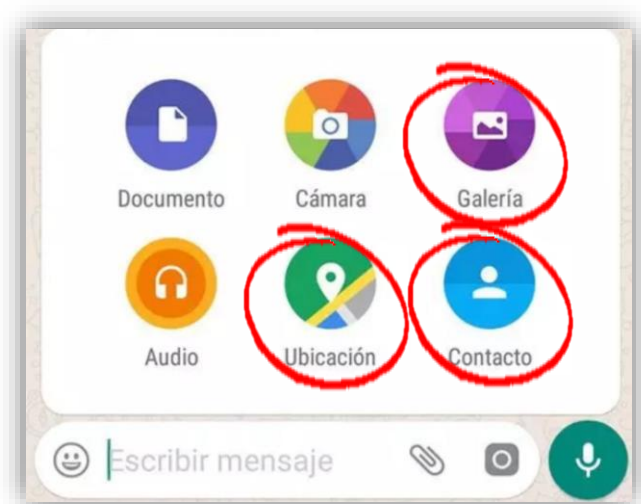 Documento Cámara Galería
Audio Ubicación Contacto
Escribir mensaje